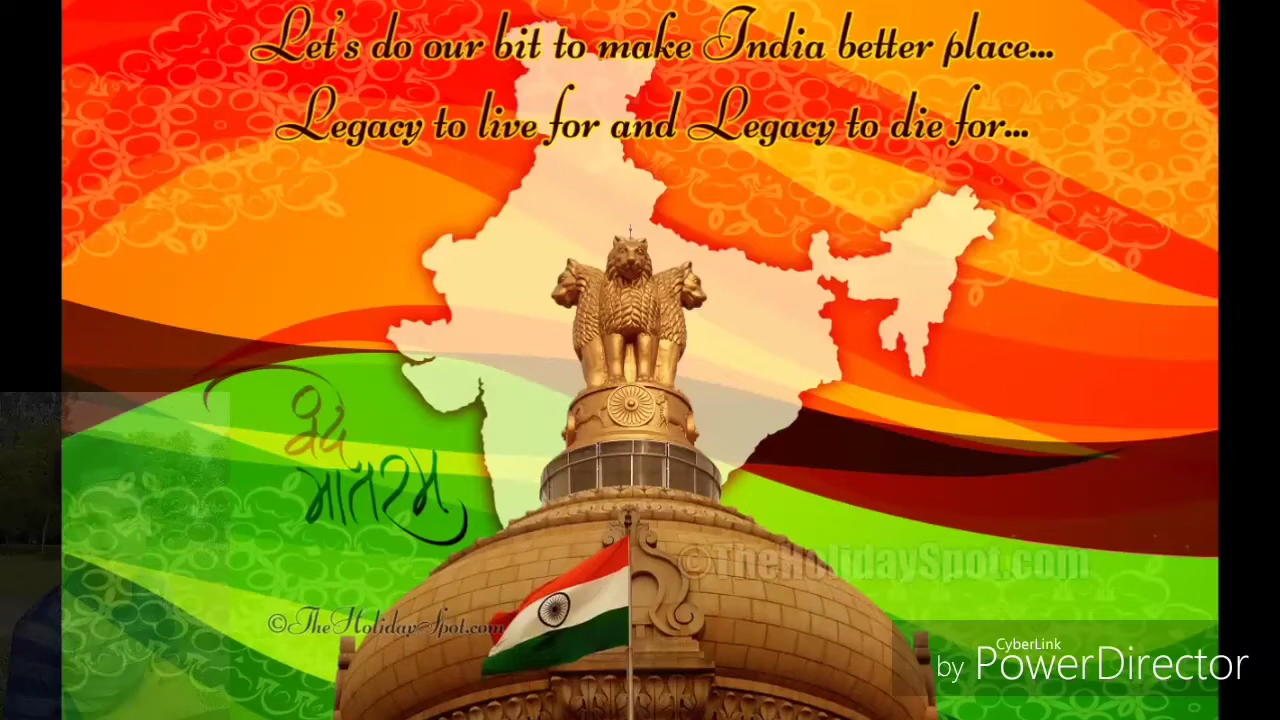 Let's do our bit to make India better place...
Legacy to live for and Legacy to die for...
वंदे
मातरम
©TheHolidaySpot.com
©TheHolidaySpot.com
CyberLink
by PowerDirector